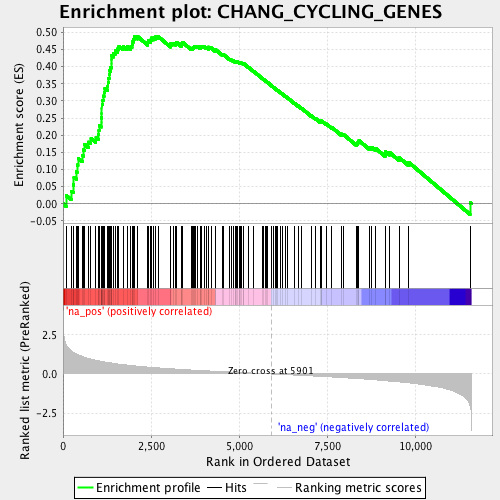 Enrichment plot: CHANG_CYCLING_GENES
Enrichment score (ES)
0.50
0.45
0.40
0.35
0.30
0.25
0.20
0.15
0.10
0.05
0.00
-0.05
'na_pos' (positively correlated)
Ranked list metric (PreRanked)
2.5
0.0
-2.5
Zero cross at 5901
'na_neg' (negatively correlated)
0
2,500
5,000
7,500
10,000
Rank in Ordered Dataset
Enrichment profile
Hits
Ranking metric scores